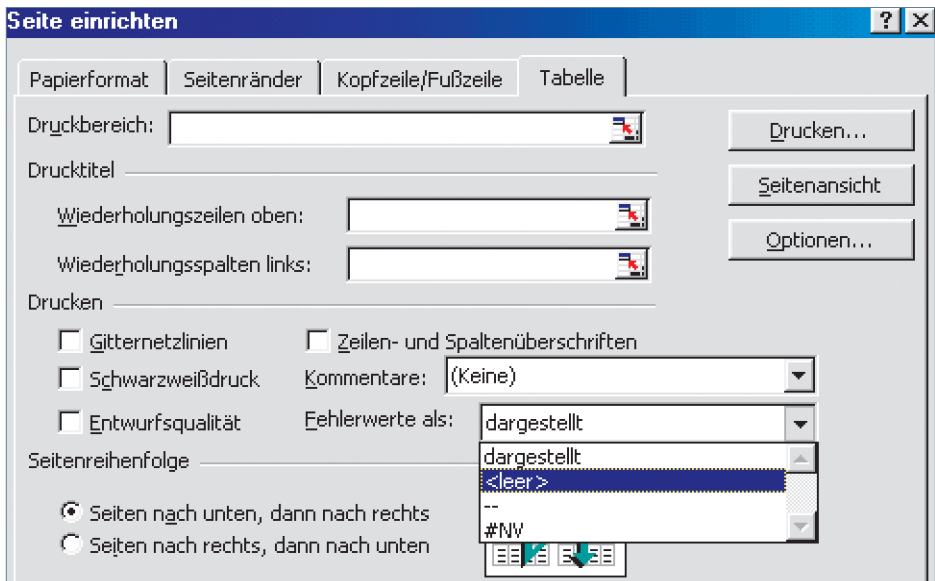 Seite einrichten
Papierformat Seitenränder Kopfzeile/Fußzeile Tabelle
Druckbereich:
Drucken...
Drucktitel
Seitenansicht
Wiederholungszeilen oben:
Optionen...
Wiederholungsspalten links:
Drucken
Gitternetzlinien Zeilen- und Spaltenüberschriften
Schwarzweißdruck Kommentare: (Keine)
Entwurfsqualität Fehlerwerte als: dargestellt
dargestellt
Seitenreihenfolge
<leer>
--
Seiten nach unten, dann nach rechts
#NV
Seiten nach rechts, dann nach unten